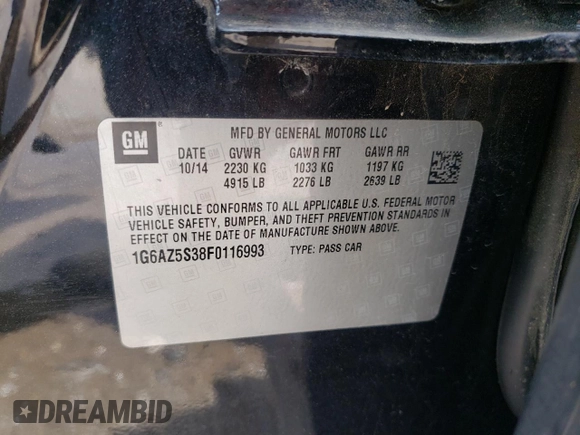 GM
MFD BY GENERAL MOTORS LLC
DATE GVWR GAWR FRT GAWR RR
10/14 2230 KG 1033 KG 1197 KG
4915 LB 2276 LB 2639 LB
THIS VEHICLE CONFORMS TO ALL APPLICABLE U.S. FEDERAL MOTOR
VEHICLE SAFETY, BUMPER, AND THEFT PREVENTION STANDARDS IN
EFFECT ON THE DATE OF MANUFACTURE SHOWN ABOVE.
1G6AZ5S38F0116993 TYPE: PASS CAR
DREAMBID